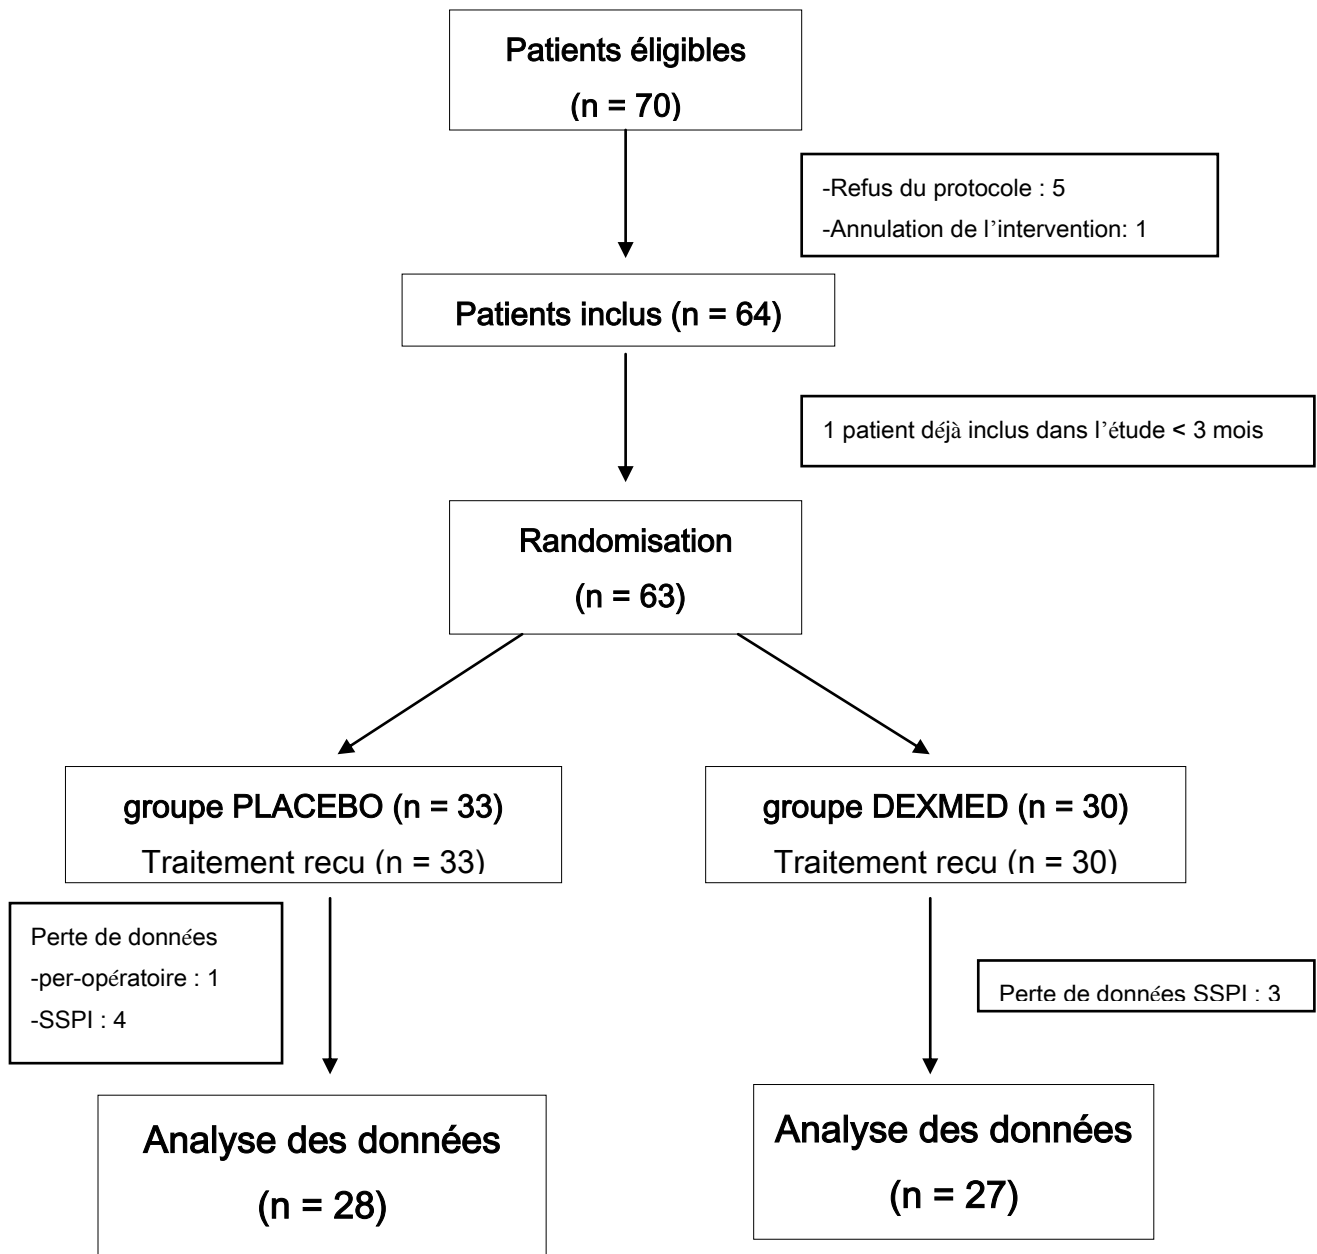 Patients éligibles
(n = 70)
-Refus du protocole : 5
-Annulation de l’intervention: 1
Patients inclus (n = 64)
1 patient déjà inclus dans l’étude < 3 mois
Randomisation
(n = 63)
groupe PLACEBO (n = 33)
Traitement recu (n = 33)
groupe DEXMED (n = 30)
Traitement recu (n = 30)
Perte de données
-per-opératoire : 1
-SSPI : 4
Perte de données SSPI : 3
Analyse des données
(n = 28)
Analyse des données
(n = 27)